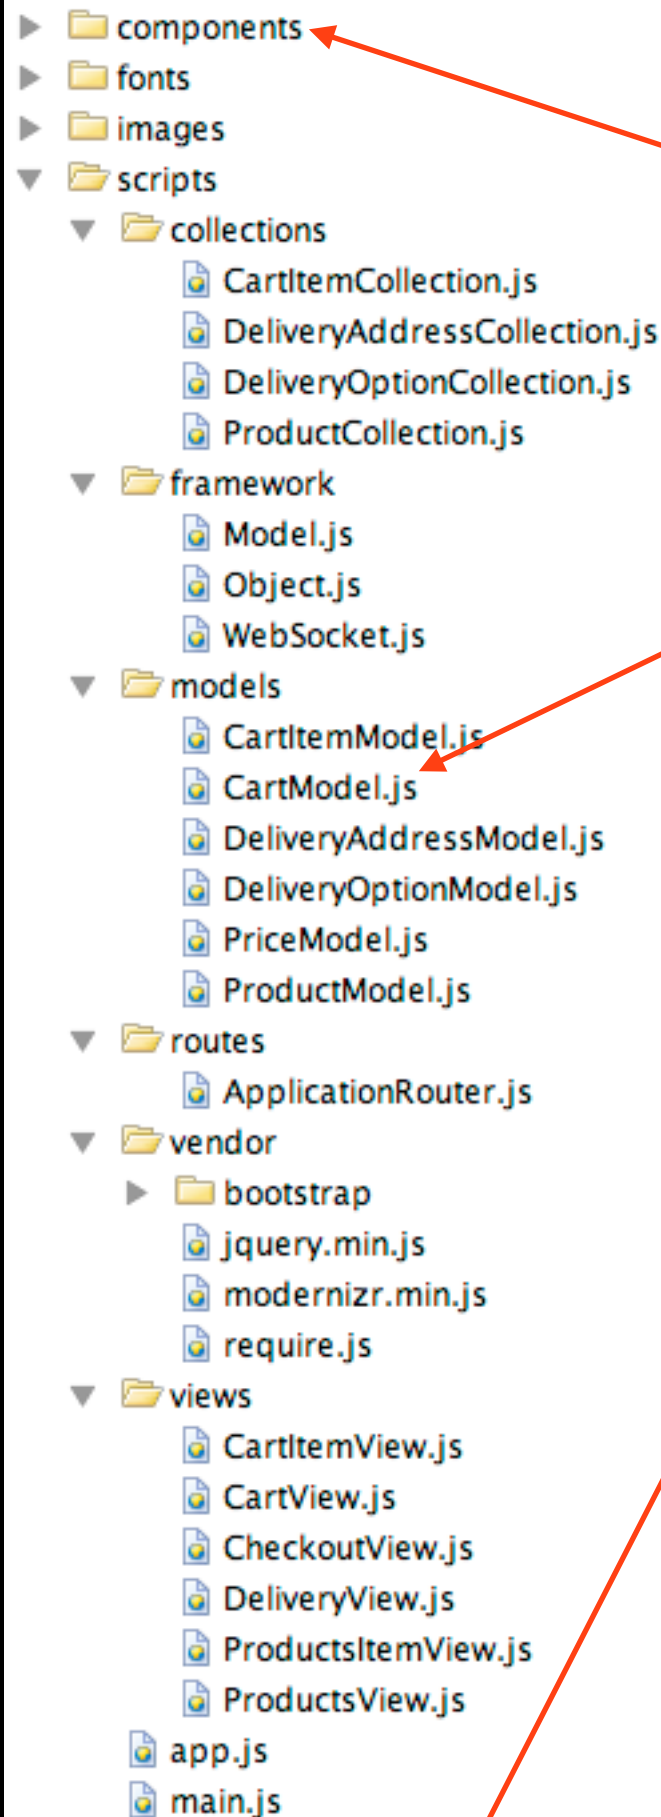 components
fonts
images
scripts
collections
CartItemCollection.js
DeliveryAddressCollection.js
DeliveryOptionCollection.js
ProductCollection.js
framework
Model.js
Object.js
WebSocket.js
models
CartItemModel.js
CartModel.js
DeliveryAddressModel.js
DeliveryOptionModel.js
PriceModel.js
ProductModel.js
routes
ApplicationRouter.js
vendor
bootstrap
jquery.min.js
modernizr.min.js
require.js
views
CartItemView.js
CartView.js
CheckoutView.js
DeliveryView.js
ProductsItemView.js
ProductsView.js
app.js
main.js